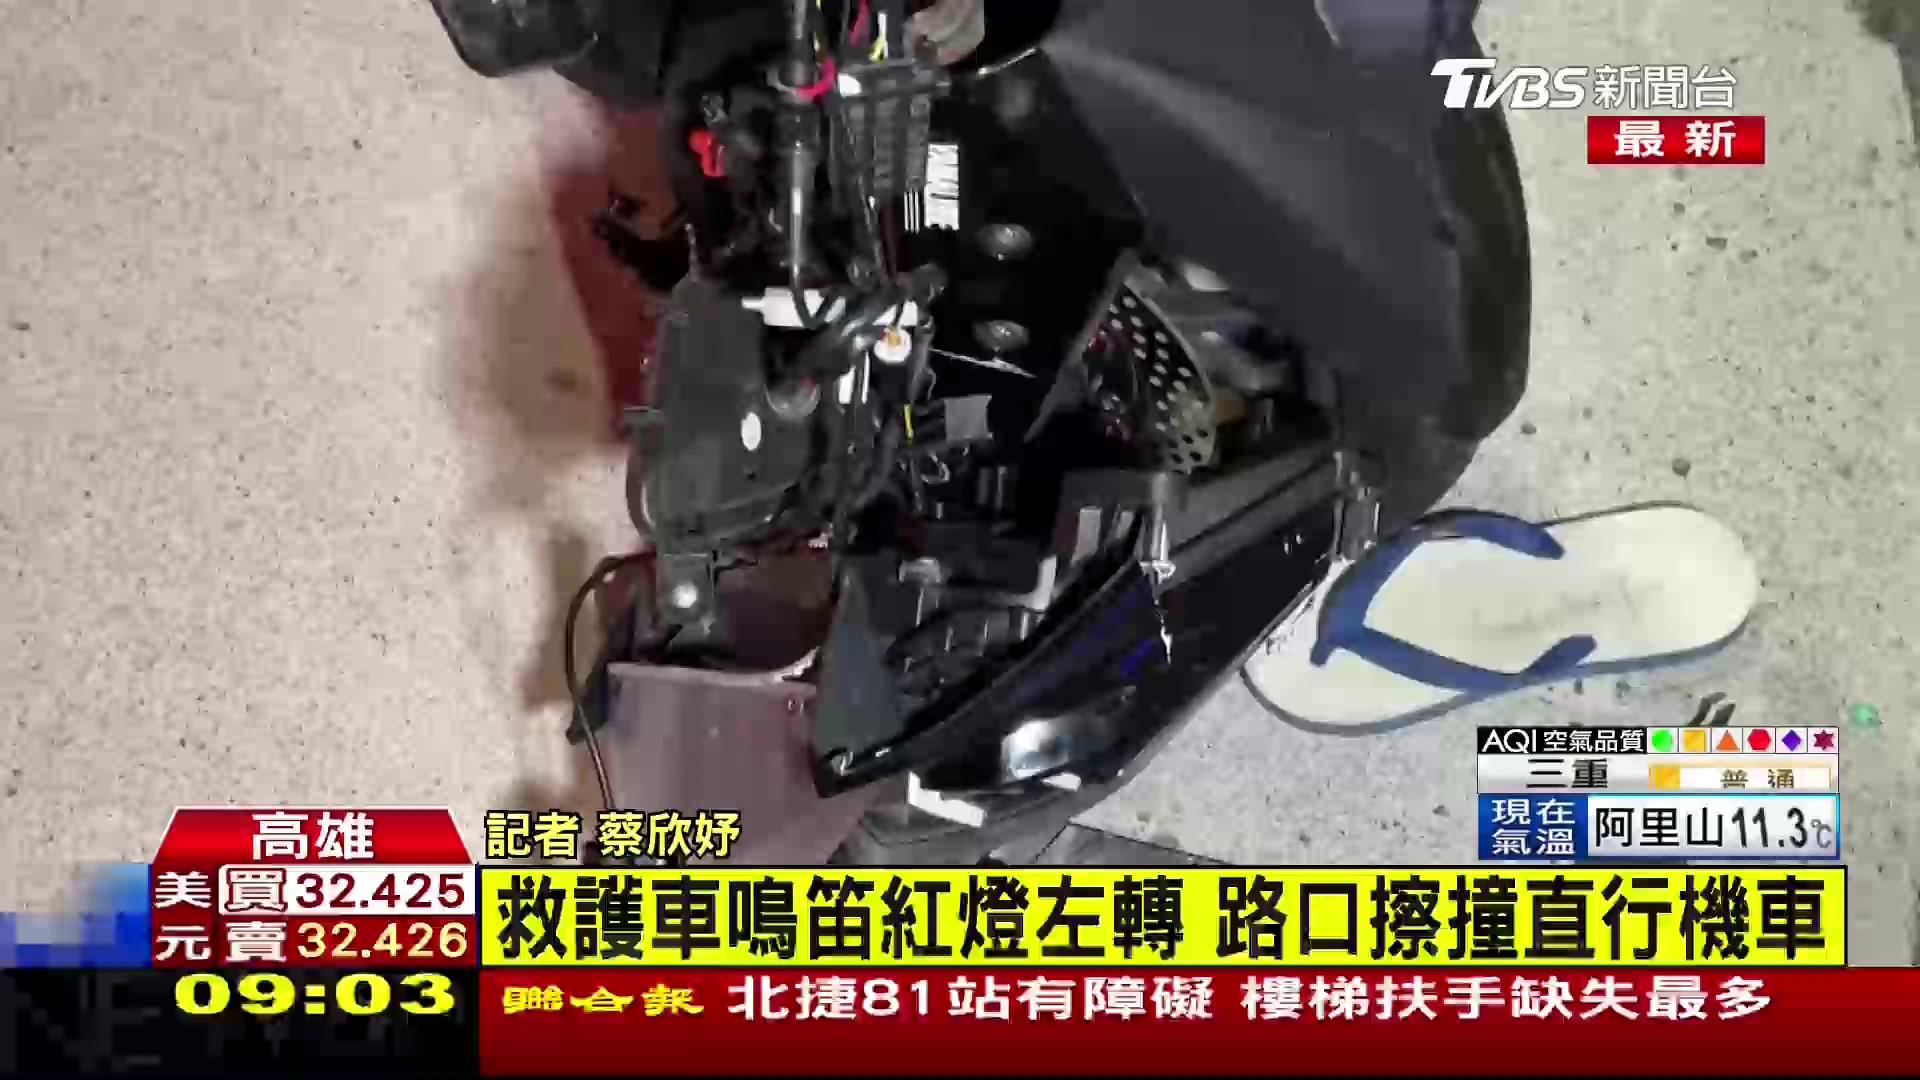 TVBS新聞台
最新
AQI空氣品質
三重 普通
現在氣溫 阿里山11.3℃
高雄
記者 蔡欣妤
美元 買32.425
賣32.426
救護車鳴笛紅燈左轉 路口擦撞直行機車
09:03
聯合報 北捷81站有障礙 樓梯扶手缺失最多